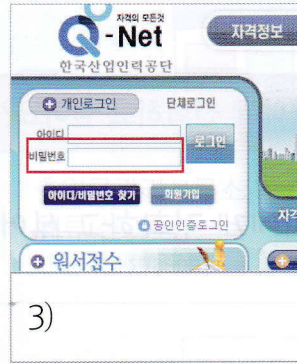 자격의 모든것
Q-Net
자격정보
한국산업인력공단
개인로그인 단체로그인
아이디
로그인
비밀번호
아이디/비밀번호 찾기 회원가입
공인인증로그인
자격
원서접수
3)